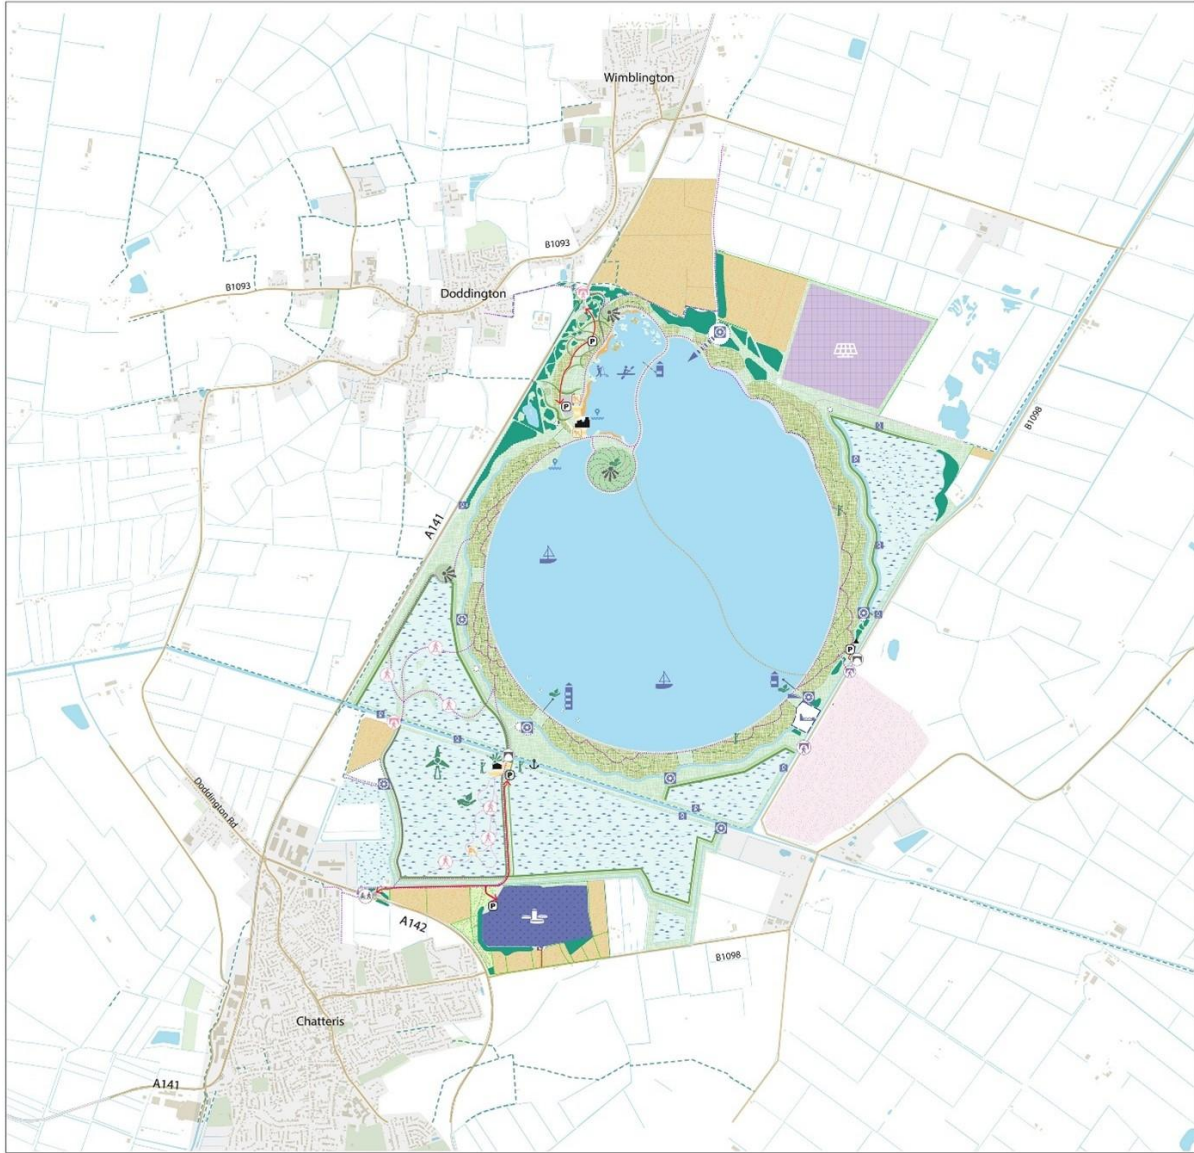 Wimblington
B1093
B1093
Doddington
B1098
A141
Doddington Rd
A142
B1098
Chatteris
A141
P
P
P
P
P